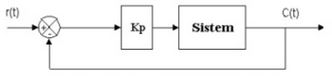 r(t)
C(t)
+
-
Kp
Sistem